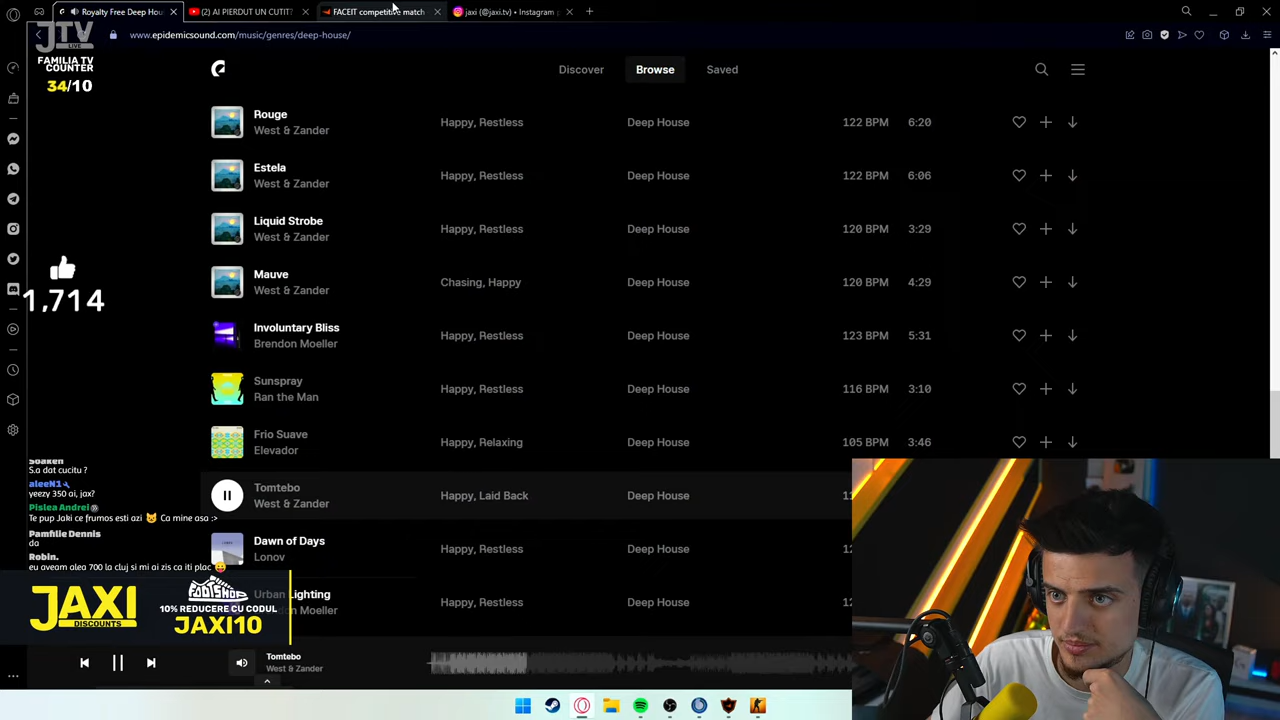 Royalty Free Deep Hou
(2) AI PIERDUT UN CUTIT?
FACEIT competitive match
jaxi (@jaxi.tv) • Instagram
www.epidemicsound.com/music/genres/deep-house/
JTV
LIVE
FAMILIA TV
COUNTER
34/10
Discover
Browse
Saved
Rouge
West & Zander
Happy, Restless
Deep House
122 BPM
6:20
Estela
West & Zander
Happy, Restless
Deep House
122 BPM
6:06
Liquid Strobe
West & Zander
Happy, Restless
Deep House
120 BPM
3:29
Mauve
West & Zander
Chasing, Happy
Deep House
120 BPM
4:29
1,714
Involuntary Bliss
Brendon Moeller
Happy, Restless
Deep House
123 BPM
5:31
Sunspray
Ran the Man
Happy, Restless
Deep House
116 BPM
3:10
Frio Suave
Elevador
Happy, Relaxing
Deep House
105 BPM
3:46
Tomtebo
West & Zander
Happy, Laid Back
Deep House
Dawn of Days
Lonov
Happy, Restless
Deep House
Urban Lighting
don Moeller
Happy, Restless
Deep House
Soaken
S.a dat cucitu ?
aleeN1
yeezy 350 ai, jax?
Pislea Andrei
Te pup Jaki ce frumos esti azi 😺 Ca mine asa :>
Pamfilie Dennis
da
Robin.
eu aveam alea 700 la cluj si mi ai zis ca iti plac 😛
JAXI
DISCOUNTS
FOOTSHOP
10% REDUCERE CU CODUL
JAXI10
Tomtebo
West & Zander